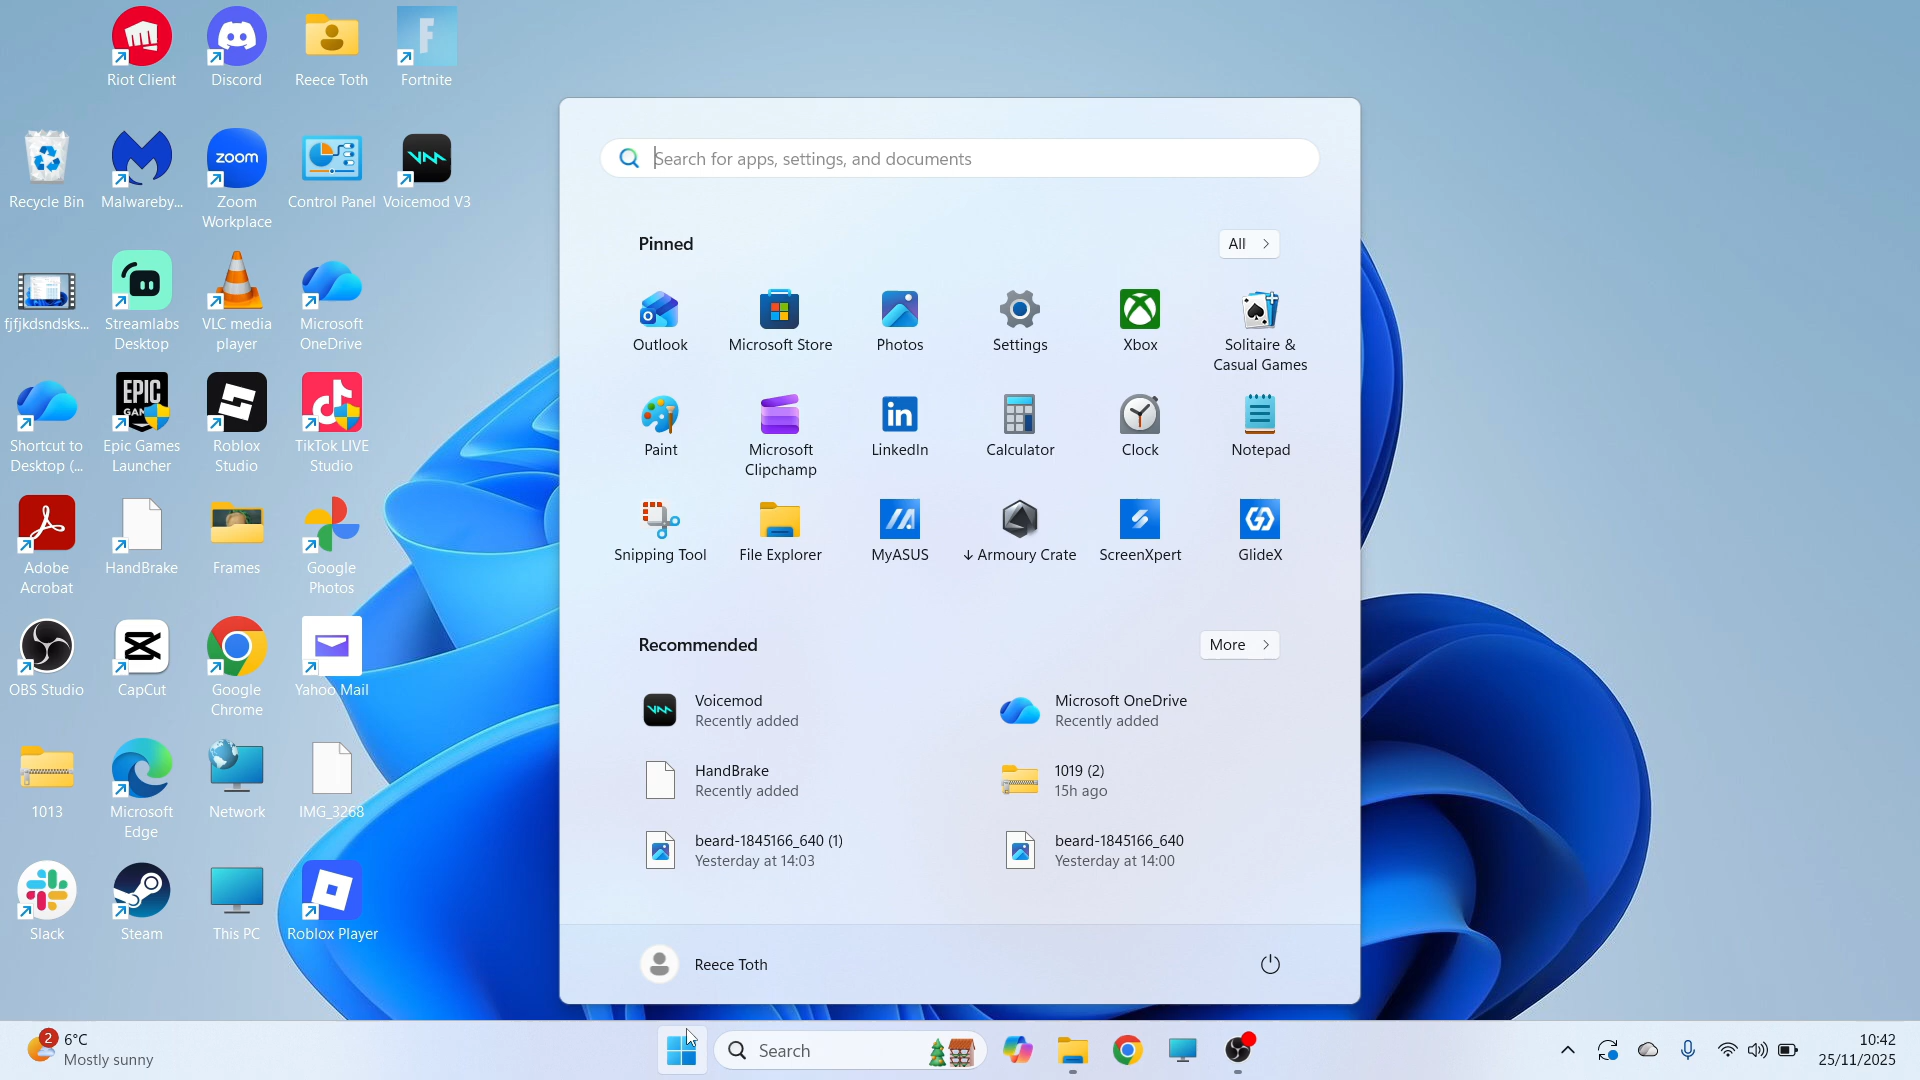 Riot Client
Discord
Reece Toth
Fortnite
Recycle Bin
Malwareby...
Zoom
Workplace
Control Panel
Voicemod V3
zoom
fjfjkdsndsks...
Streamlabs
Desktop
VLC media
player
Microsoft
OneDrive
EPIC
GAMES
Shortcut to
Desktop (...
Epic Games
Launcher
Roblox
Studio
TikTok LIVE
Studio
Adobe
Acrobat
HandBrake
Frames
Google
Photos
OBS Studio
CapCut
Google
Chrome
Yahoo Mail
1013
Microsoft
Edge
Network
IMG_3268
Slack
Steam
This PC
Roblox Player
Search for apps, settings, and documents
Pinned
All
Outlook
Microsoft Store
Photos
Settings
Xbox
Solitaire &
Casual Games
Paint
Microsoft
Clipchamp
LinkedIn
Calculator
Clock
Notepad
Snipping Tool
File Explorer
MyASUS
↓ Armoury Crate
ScreenXpert
GlideX
Recommended
More
Voicemod
Recently added
Microsoft OneDrive
Recently added
HandBrake
Recently added
1019 (2)
15h ago
beard-1845166_640 (1)
Yesterday at 14:03
beard-1845166_640
Yesterday at 14:00
Reece Toth
2
6°C
Mostly sunny
Search
10:42
25/11/2025